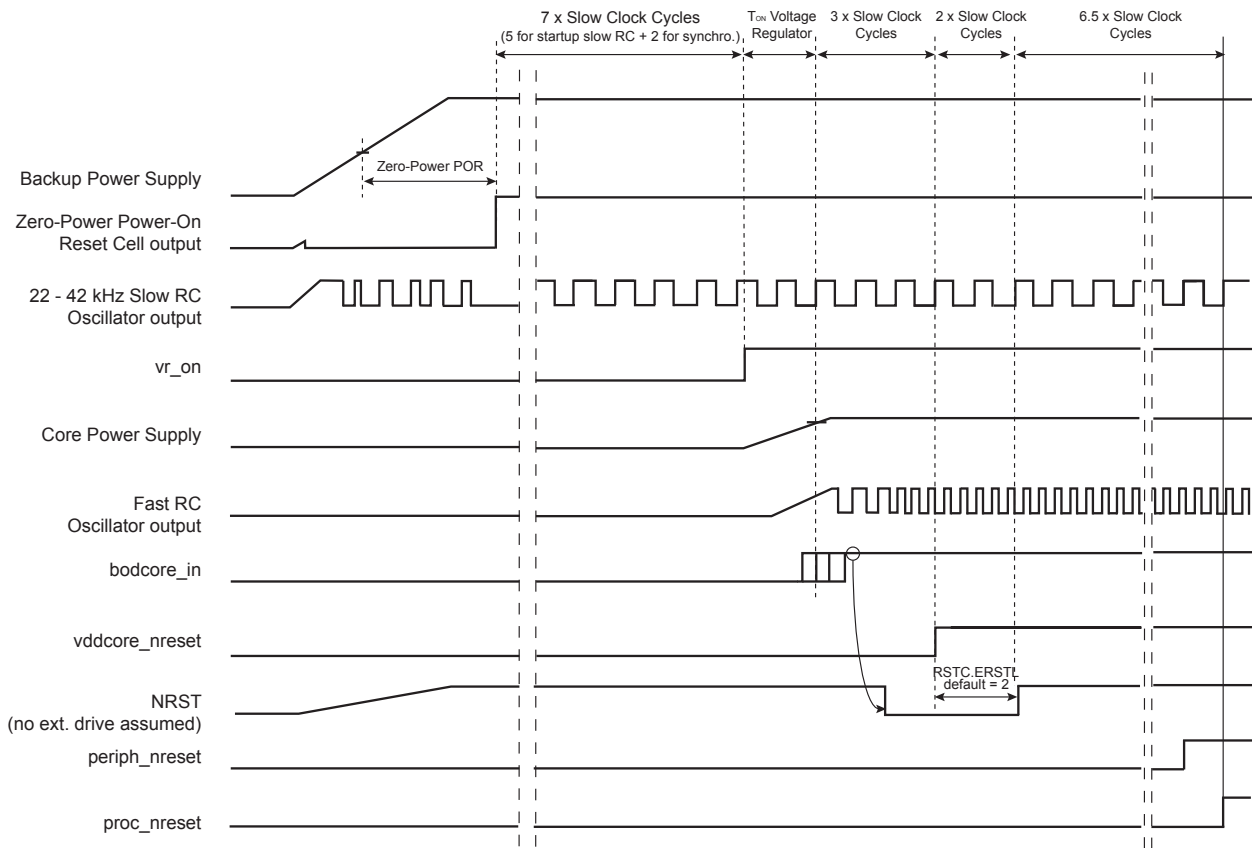 7 x Slow Clock Cycles
(5 for startup slow RC + 2 for synchro.)
TON Voltage
Regulator
3 x Slow Clock
Cycles
2 x Slow Clock
Cycles
6.5 x Slow Clock
Cycles
Zero-Power POR
Backup Power Supply
Zero-Power Power-On
Reset Cell output
22 - 42 kHz Slow RC
Oscillator output
vr_on
Core Power Supply
Fast RC
Oscillator output
bodcore_in
vddcore_nreset
RSTC.ERSTL
default = 2
NRST
(no ext. drive assumed)
periph_nreset
proc_nreset